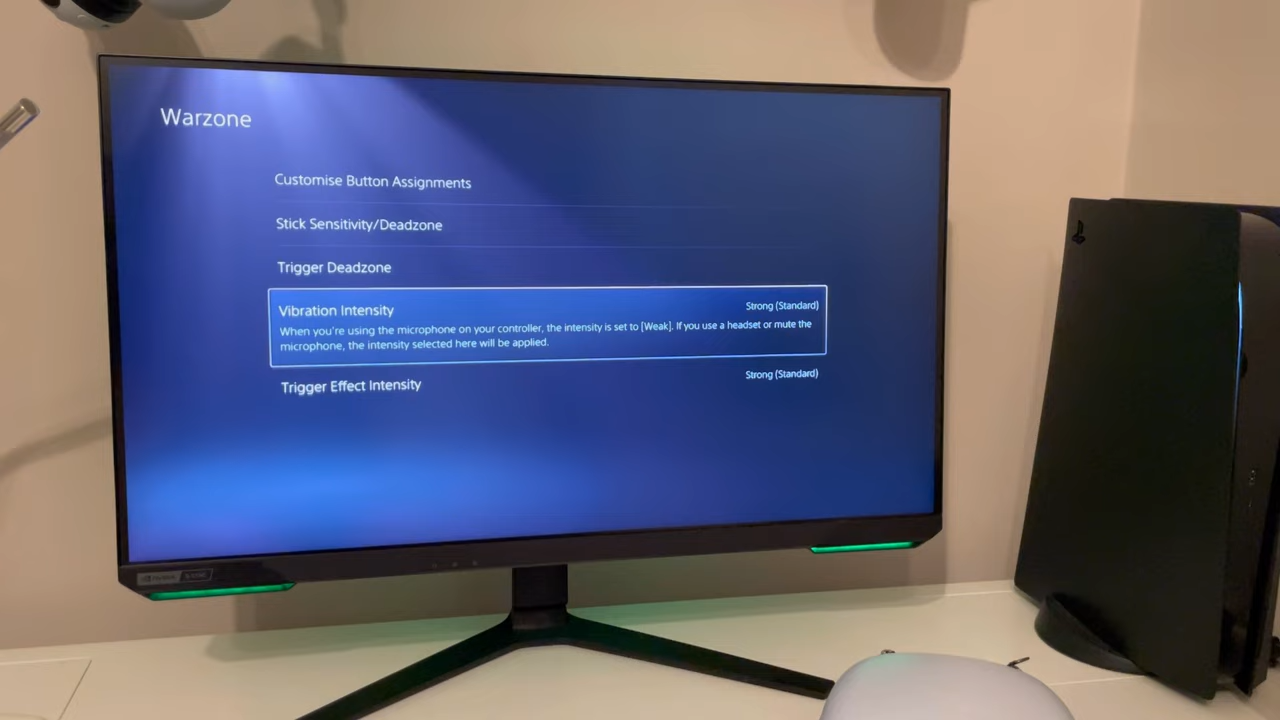 Warzone
Customise Button Assignments
Stick Sensitivity/Deadzone
Trigger Deadzone
Vibration Intensity
Strong (Standard)
When you're using the microphone on your controller, the intensity is set to [Weak]. If you use a headset or mute the
microphone, the intensity selected here will be applied.
Trigger Effect Intensity
Strong (Standard)